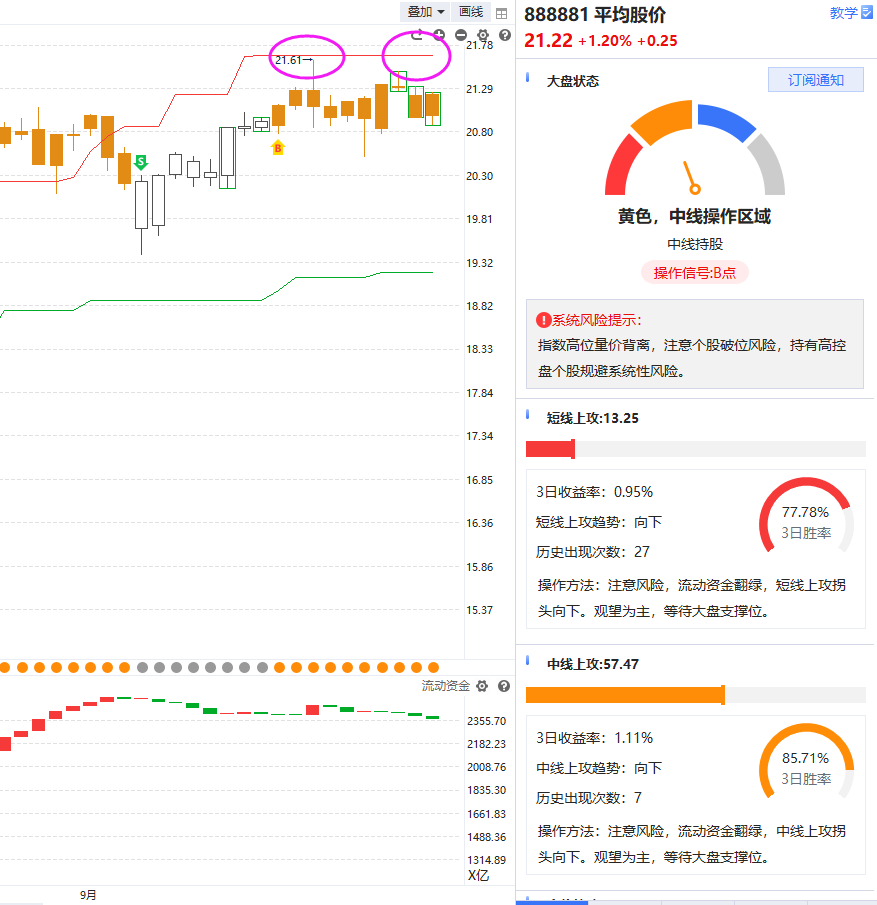 叠加 画线
21.61→
S
B
21.78
21.29
20.80
20.30
19.81
19.32
18.82
18.33
17.84
17.34
16.85
16.36
15.86
15.37
流动资金
2355.70
2182.23
2008.76
1835.30
1661.83
1488.36
1314.89
X亿
9月
888881 平均股价
教学
21.22 +1.20% +0.25
大盘状态
订阅通知
黄色，中线操作区域
中线持股
操作信号:B点
系统风险提示：
指数高位量价背离，注意个股破位风险，持有高控
盘个股规避系统性风险。
短线上攻:13.25
3日收益率：0.95%
短线上攻趋势：向下
历史出现次数：27
77.78%
3日胜率
操作方法：注意风险，流动资金翻绿，短线上攻拐
头向下。观望为主，等待大盘支撑位。
中线上攻:57.47
3日收益率：1.11%
中线上攻趋势：向下
历史出现次数：7
85.71%
3日胜率
操作方法：注意风险，流动资金翻绿，中线上攻拐
头向下。观望为主，等待大盘支撑位。